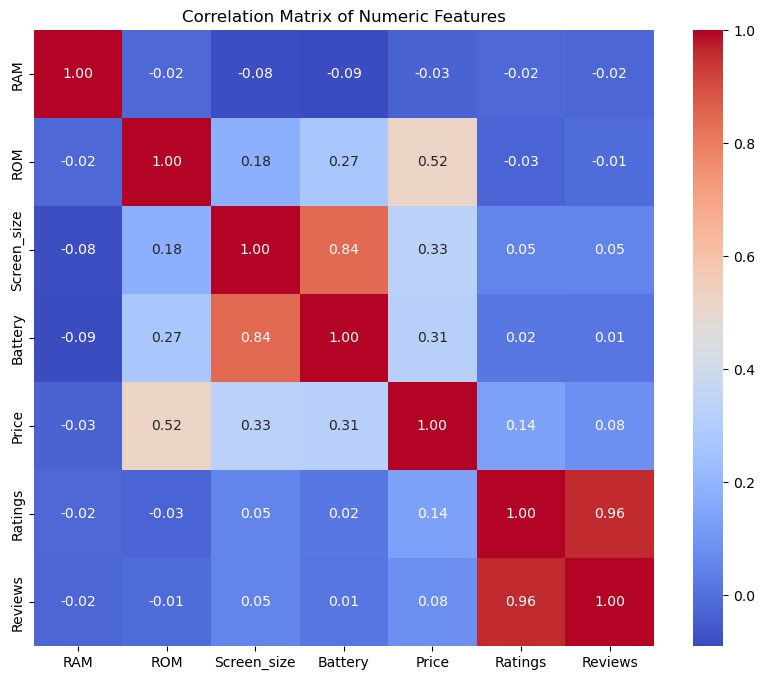 Correlation Matrix of Numeric Features
RAM 1.00 -0.02 -0.08 -0.09 -0.03 -0.02 -0.02
ROM -0.02 1.00 0.18 0.27 0.52 -0.03 -0.01
Screen_size -0.08 0.18 1.00 0.84 0.33 0.05 0.05
Battery -0.09 0.27 0.84 1.00 0.31 0.02 0.01
Price -0.03 0.52 0.33 0.31 1.00 0.14 0.08
Ratings -0.02 -0.03 0.05 0.02 0.14 1.00 0.96
Reviews -0.02 -0.01 0.05 0.01 0.08 0.96 1.00
RAM ROM Screen_size Battery Price Ratings Reviews
1.0
0.8
0.6
0.4
0.2
0.0